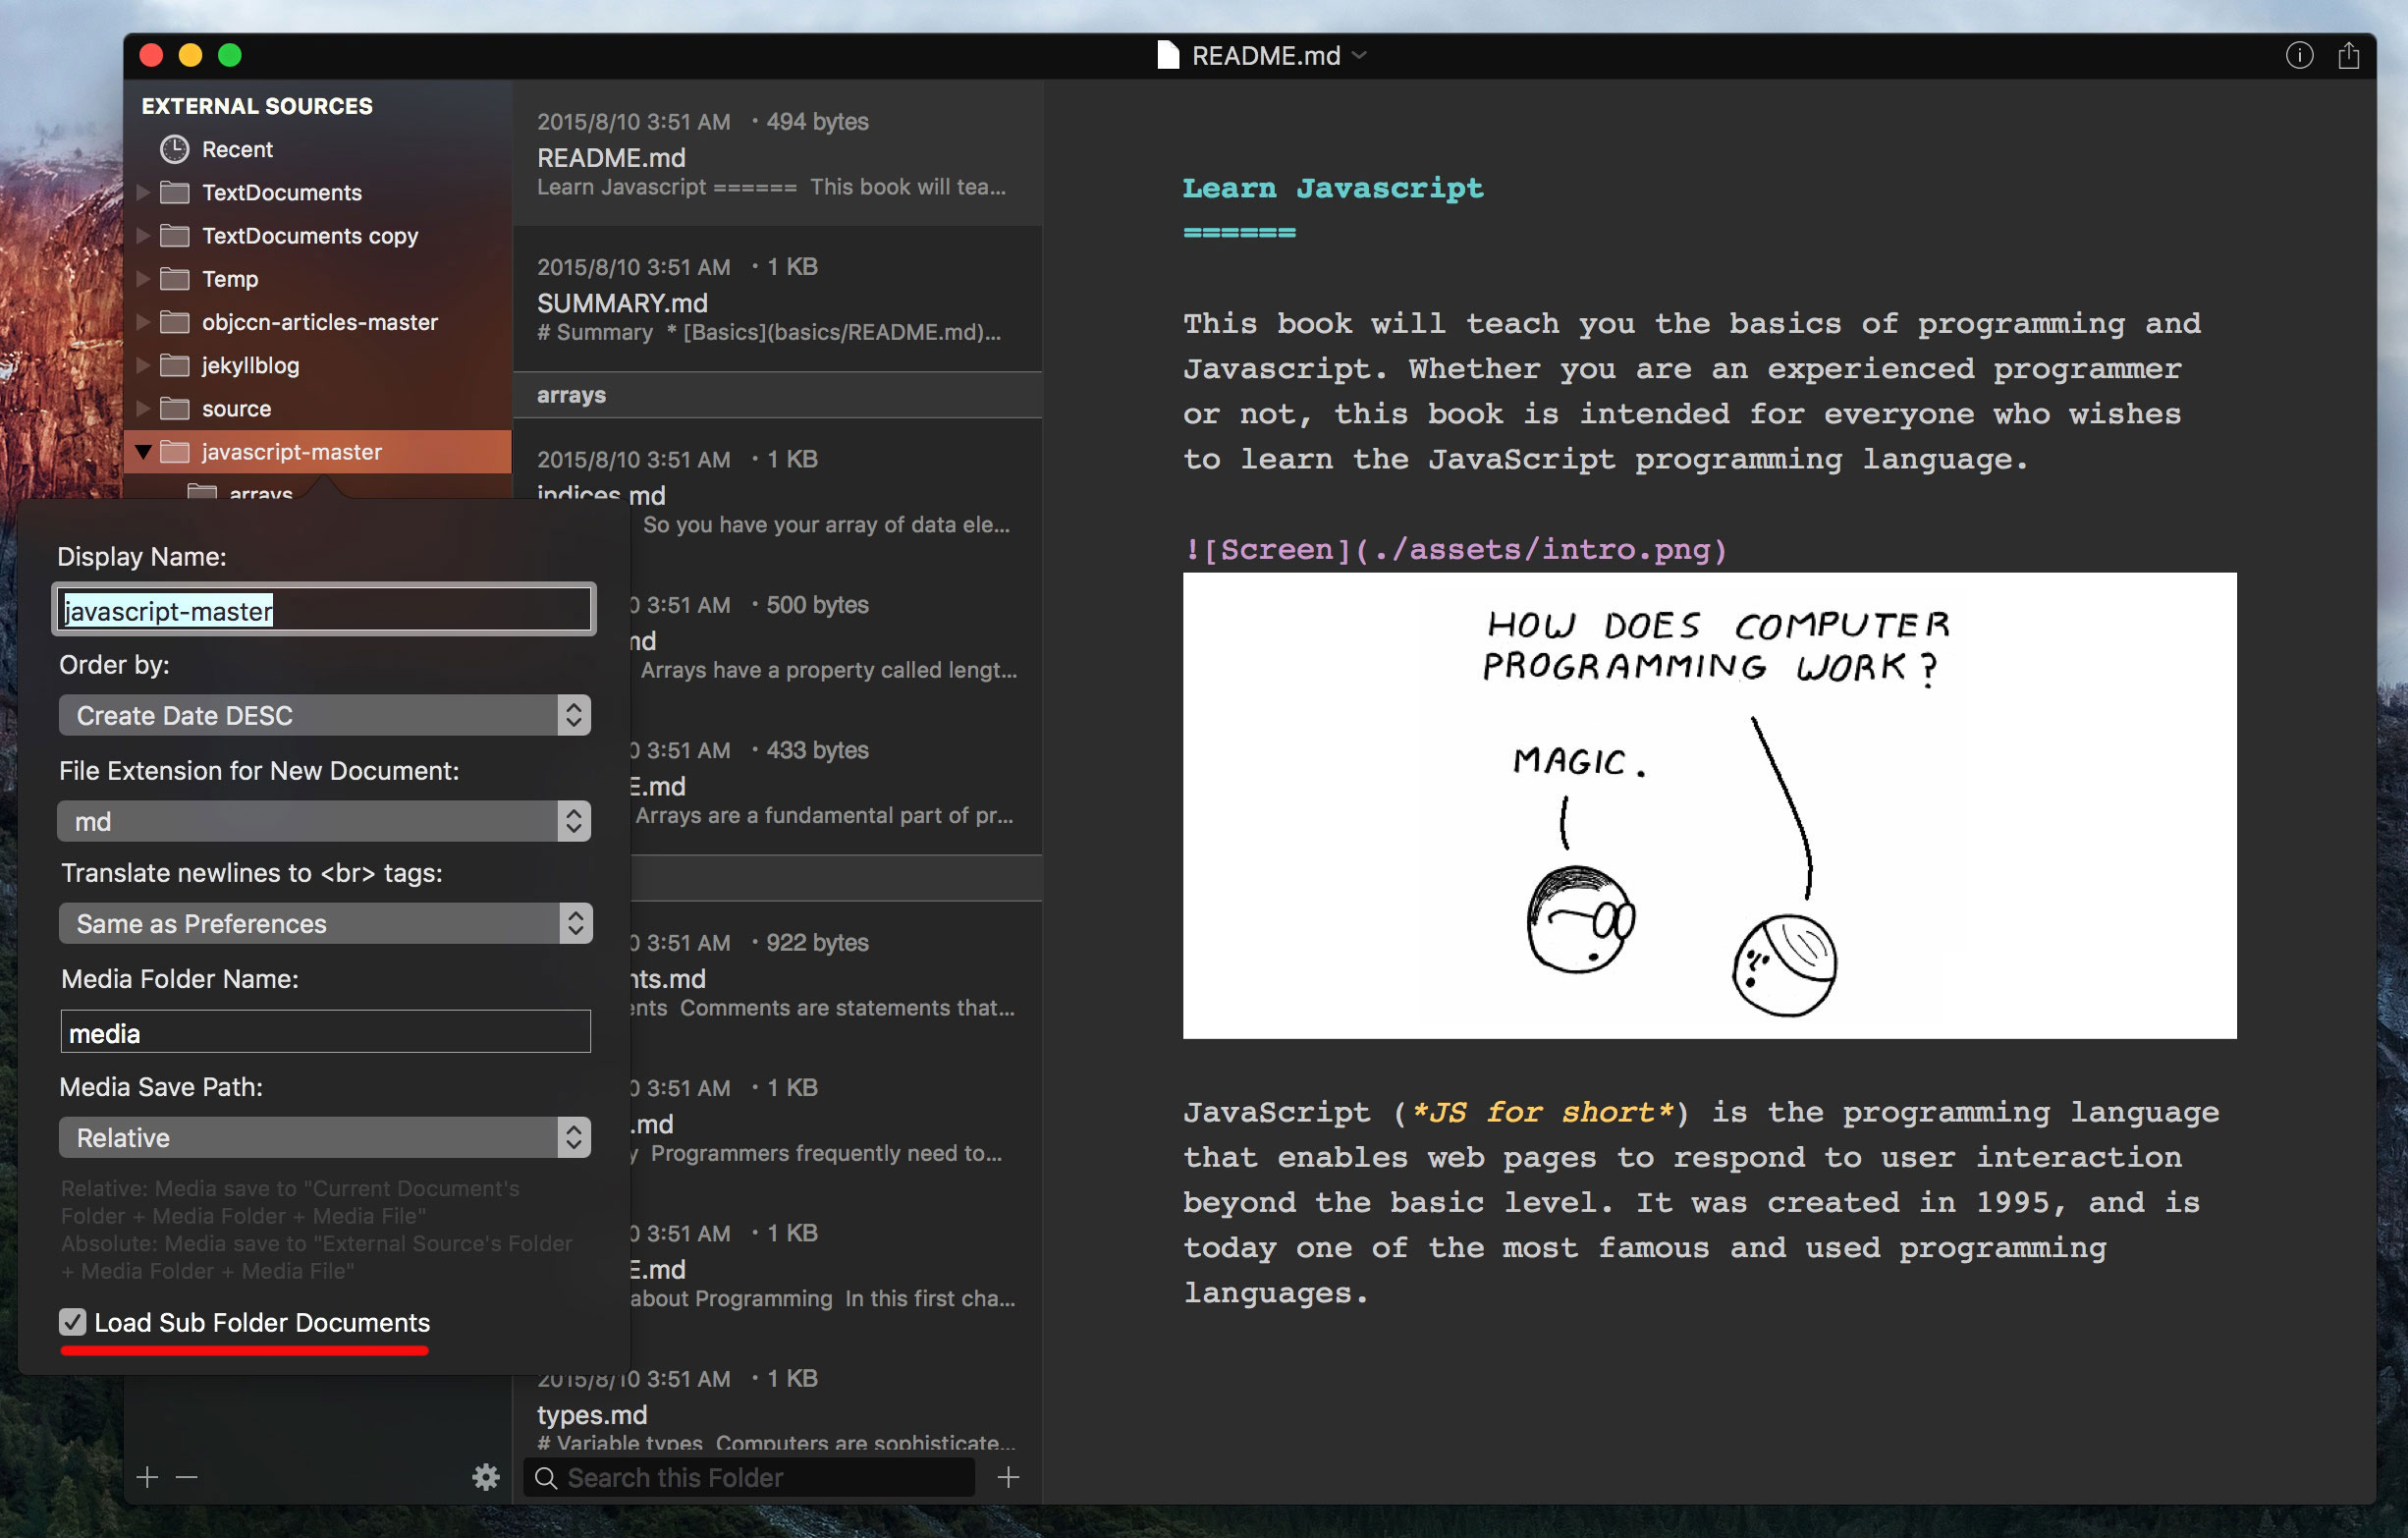 README.md
EXTERNAL SOURCES
Recent
TextDocuments
TextDocuments copy
Temp
objccn-articles-master
jekyllblog
source
javascript-master
arrays
Display Name:
javascript-master
Order by:
Create Date DESC
File Extension for New Document:
md
Translate newlines to <br> tags:
Same as Preferences
Media Folder Name:
media
Media Save Path:
Relative
Relative: Media save to "Current Document's
Folder + Media Folder + Media File"
Absolute: Media save to "External Source's Folder
+ Media Folder + Media File"
Load Sub Folder Documents
2015/8/10 3:51 AM • 494 bytes
README.md
Learn Javascript ====== This book will tea...
2015/8/10 3:51 AM • 1 KB
SUMMARY.md
# Summary * [Basics](basics/README.md)...
arrays
2015/8/10 3:51 AM • 1 KB
indices.md
So you have your array of data ele...
3:51 AM • 500 bytes
Arrays have a property called lengt...
3:51 AM • 433 bytes
E.md
Arrays are a fundamental part of pr...
3:51 AM • 922 bytes
nts.md
ents Comments are statements that...
3:51 AM • 1 KB
.md
y Programmers frequently need to...
3:51 AM • 1 KB
E.md
about Programming In this first cha...
2015/8/10 3:51 AM • 1 KB
types.md
# Variable types Computers are sophisticate...
Search this Folder
Learn Javascript
======
This book will teach you the basics of programming and
Javascript. Whether you are an experienced programmer
or not, this book is intended for everyone who wishes
to learn the JavaScript programming language.
![Screen](./assets/intro.png)
HOW DOES COMPUTER
PROGRAMMING WORK?
MAGIC.
JavaScript (*JS for short*) is the programming language
that enables web pages to respond to user interaction
beyond the basic level. It was created in 1995, and is
today one of the most famous and used programming
languages.